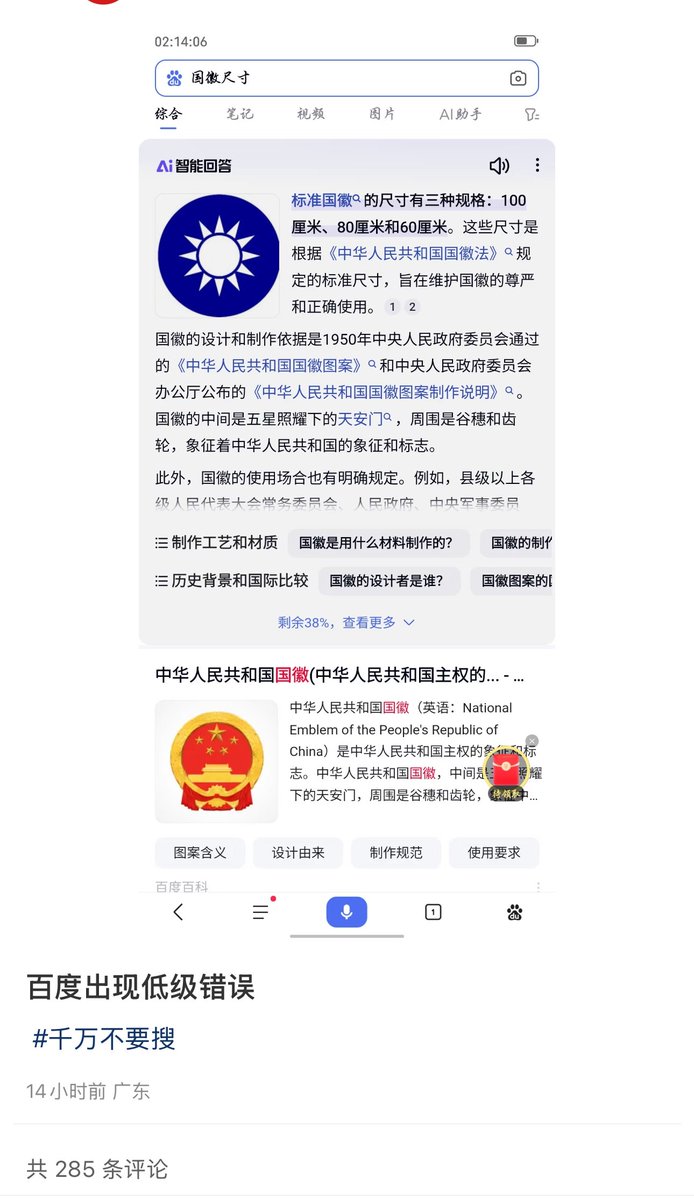 02:14:06
国徽尺寸
综合 笔记 视频 图片 AI助手
Ai智能回答
标准国徽的尺寸有三种规格：100
厘米、80厘米和60厘米。这些尺寸是
根据《中华人民共和国国徽法》规
定的标准尺寸，旨在维护国徽的尊严
和正确使用。 1 2
国徽的设计和制作依据是1950年中央人民政府委员会通过
的《中华人民共和国国徽图案》和中央人民政府委员会
办公厅公布的《中华人民共和国国徽图案制作说明》。
国徽的中间是五星照耀下的天安门，周围是谷穗和齿
轮，象征着中华人民共和国的象征和标志。
此外，国徽的使用场合也有明确规定。例如，县级以上各
级人民代表大会常务委员会、人民政府、中央军事委员
制作工艺和材质 国徽是用什么材料制作的？ 国徽的制作
历史背景和国际比较 国徽的设计者是谁？ 国徽图案的
剩余38%，查看更多
中华人民共和国国徽(中华人民共和国主权的... - ...
中华人民共和国国徽（英语：National
Emblem of the People's Republic of
China）是中华人民共和国主权的象征和标
志。中华人民共和国国徽，中间是五星照耀
下的天安门，周围是谷穗和齿轮，中...
待领取
图案含义 设计由来 制作规范 使用要求
百度百科
1
百度出现低级错误
#千万不要搜
14小时前 广东
共 285 条评论